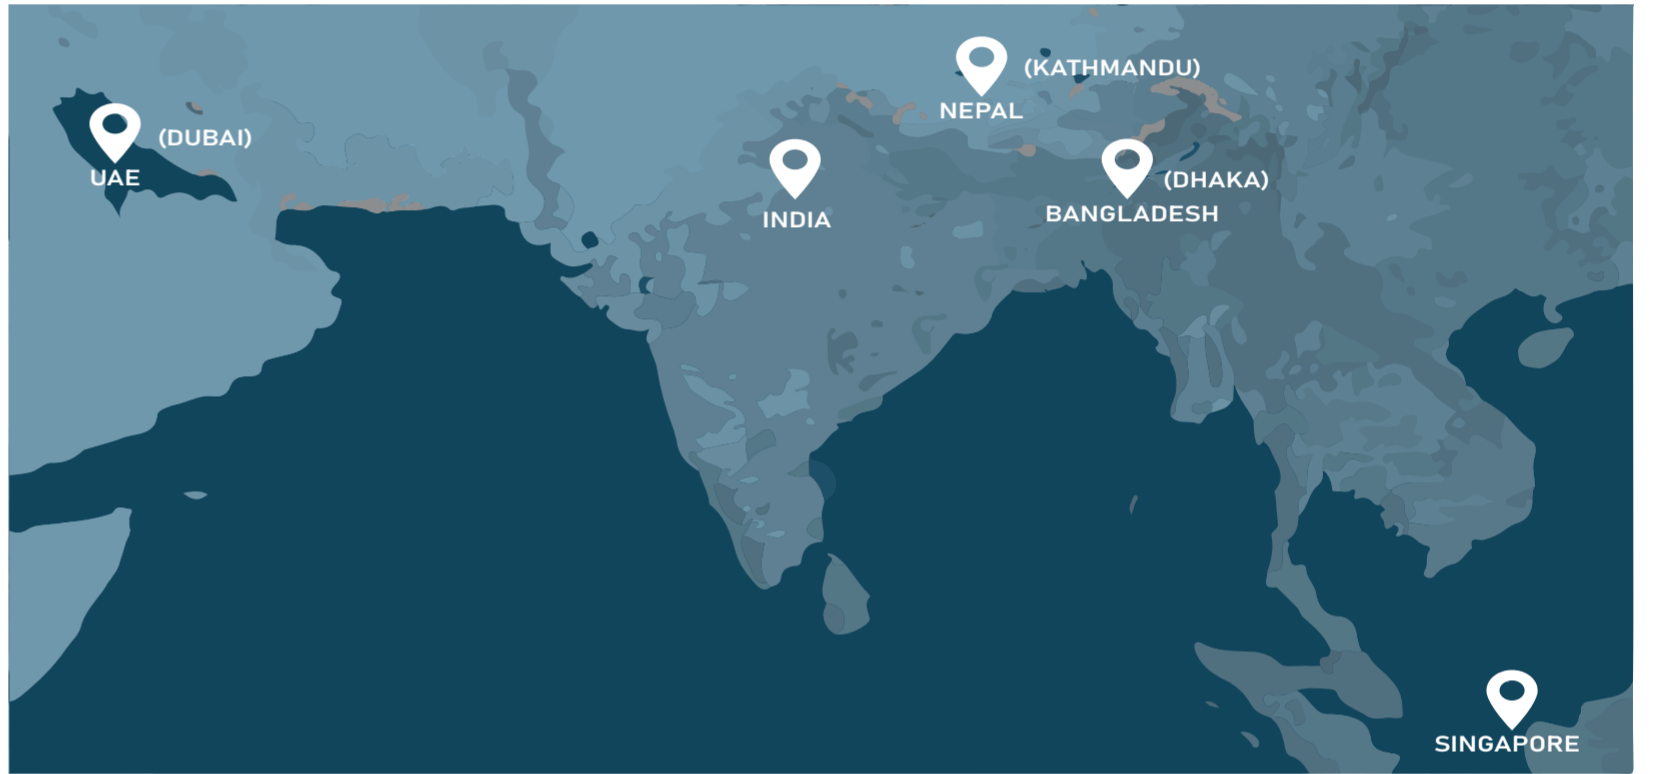 (KATHMANDU)
NEPAL
(DUBAI)
UAE
INDIA
(DHAKA)
BANGLADESH
SINGAPORE